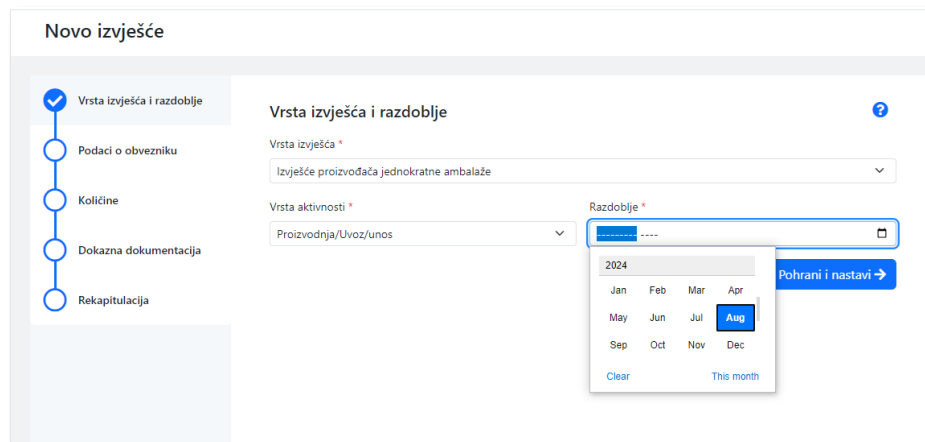 Novo izvješće
Vrsta izvješća i razdoblje
Podaci o obvezniku
Količine
Dokazna dokumentacija
Rekapitulacija
Vrsta izvješća i razdoblje
?
Vrsta izvješća *
Izvješće proizvođača jednokratne ambalaže
Vrsta aktivnosti *
Razdoblje *
Proizvodnja/Uvoz/unos
--------- ----
2024
Jan Feb Mar Apr
May Jun Jul Aug
Sep Oct Nov Dec
Clear This month
Pohrani i nastavi →